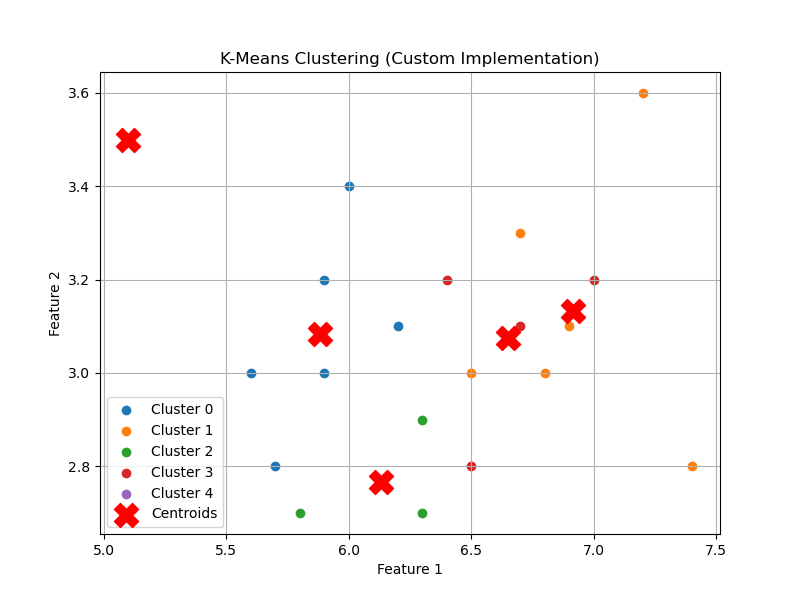 K-Means Clustering (Custom Implementation)
3.6
3.4
3.2
3.0
2.8
Feature 2
Cluster 0
Cluster 1
Cluster 2
Cluster 3
Cluster 4
Centroids
5.0 5.5 6.0 6.5 7.0 7.5
Feature 1